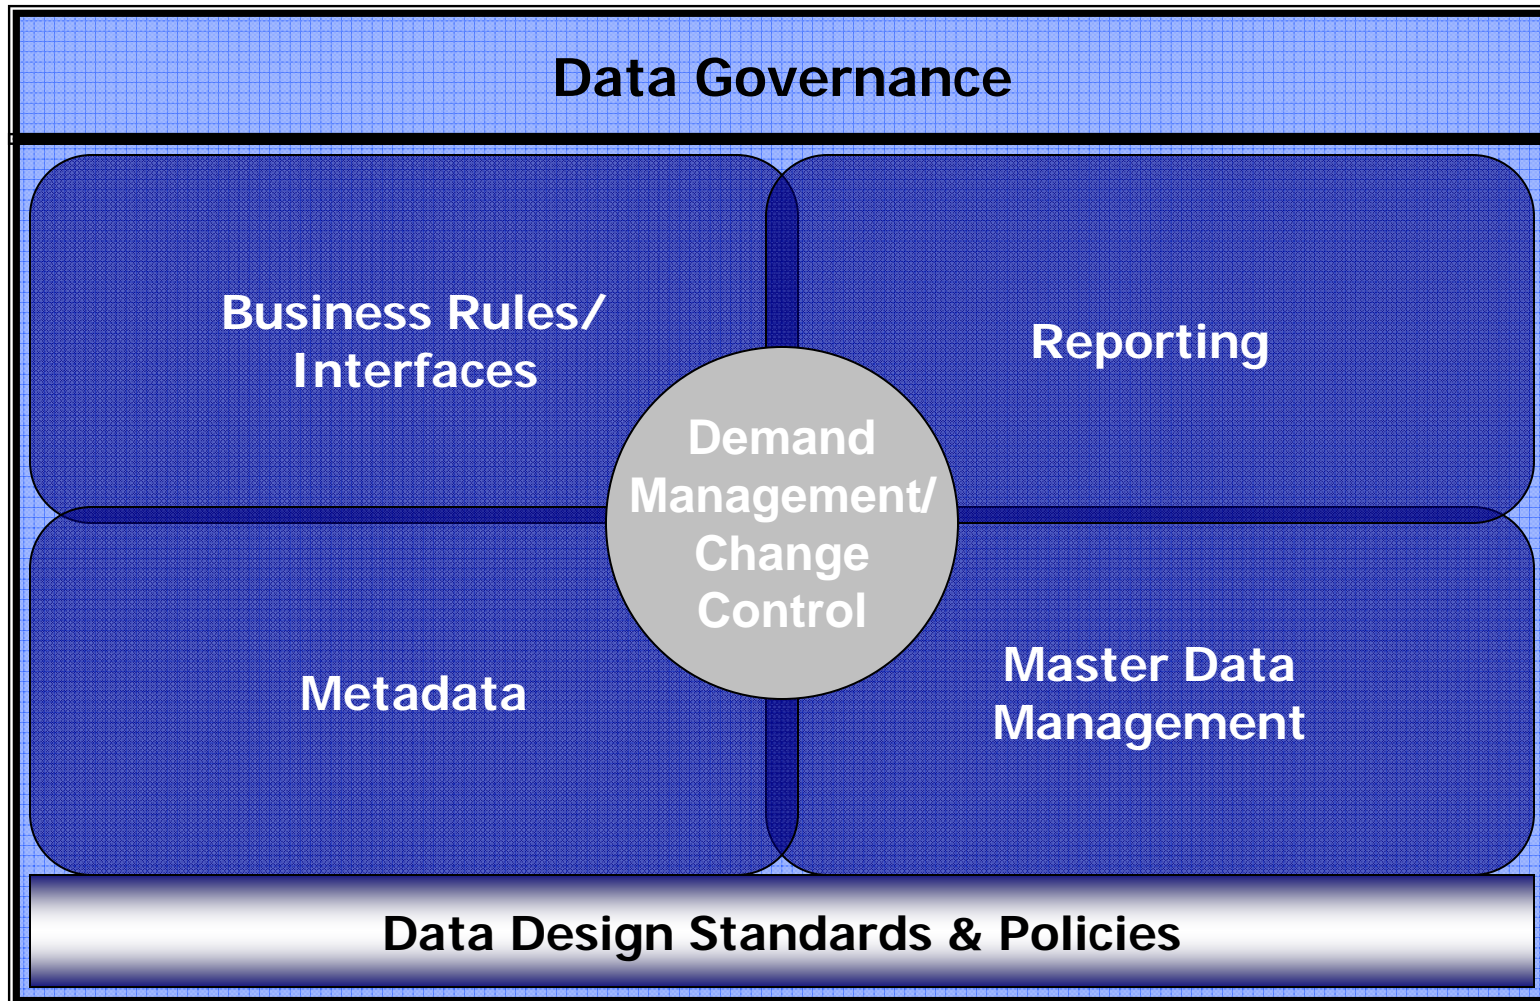 Data Governance
Business Rules/
Interfaces
Reporting
Demand
Management/
Change
Control
Metadata
Master Data
Management
Data Design Standards & Policies